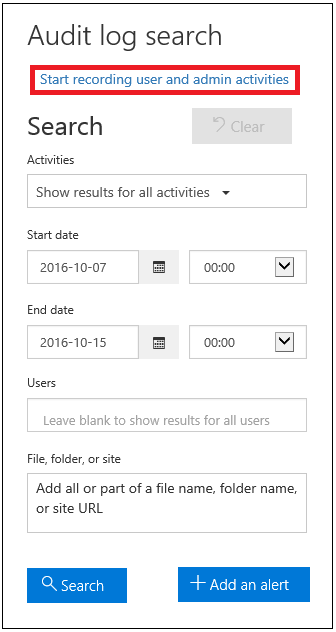 Audit log search
Start recording user and admin activities
Search
Clear
Activities
Show results for all activities
Start date
2016-10-07
00:00
End date
2016-10-15
00:00
Users
Leave blank to show results for all users
File, folder, or site
Add all or part of a file name, folder name,
or site URL
Search
Add an alert